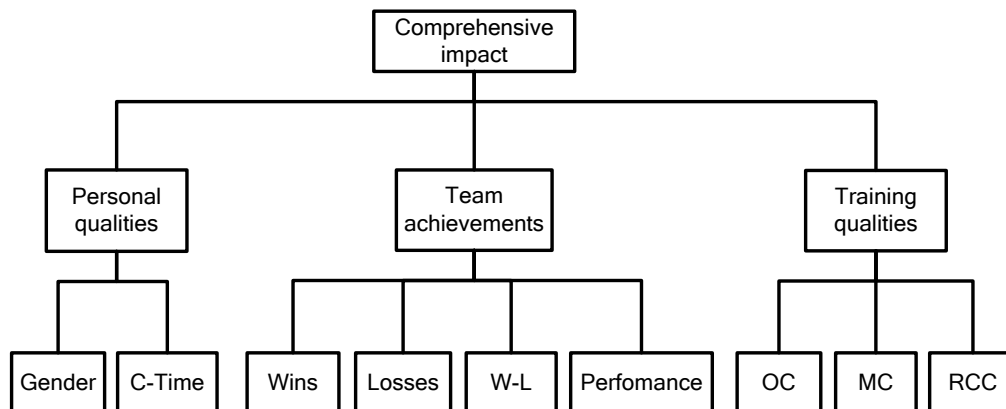 Comprehensive
impact
Personal
qualities
Team
achievements
Training
qualities
Gender
C-Time
Wins
Losses
W-L
Perfomance
OC
MC
RCC